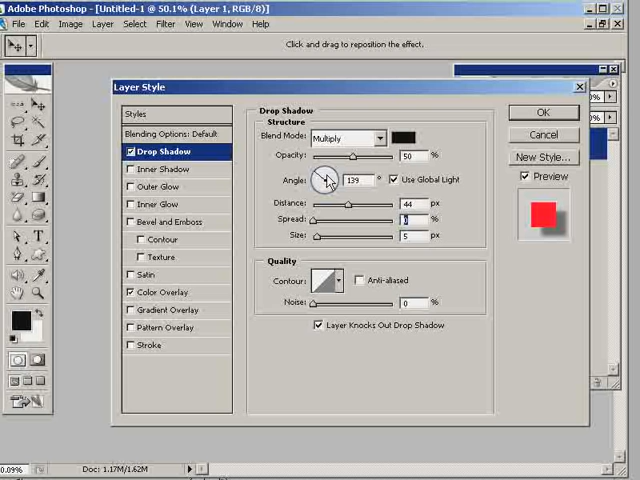 Adobe Photoshop - [Untitled-1 @ 50.1% (Layer 1, RGB/8)]
File Edit Image Layer Select Filter View Window Help
Click and drag to reposition the effect.
Layer Style
Styles
Blending Options: Default
Drop Shadow
Inner Shadow
Outer Glow
Inner Glow
Bevel and Emboss
Contour
Texture
Satin
Color Overlay
Gradient Overlay
Pattern Overlay
Stroke
Drop Shadow
Structure
Blend Mode: Multiply
Opacity: 50 %
Angle: 139 ° Use Global Light
Distance: 44 px
Spread: 0 %
Size: 5 px
Quality
Contour: Anti-aliased
Noise: 0 %
Layer Knocks Out Drop Shadow
OK
Cancel
New Style...
Preview
0%
0%
0.09% Doc: 1.17M/1.62M